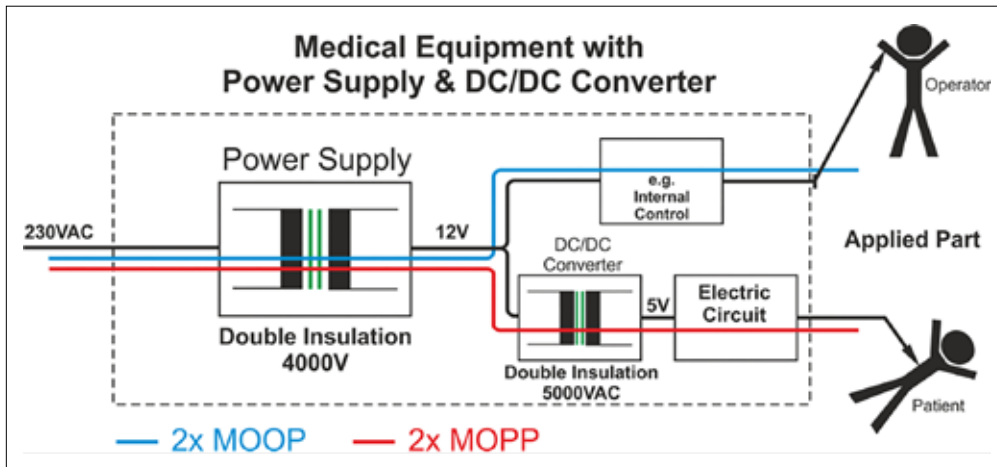 Medical Equipment with
Power Supply & DC/DC Converter
Operator
Power Supply
e.g.
Internal
Control
230VAC
12V
Applied Part
DC/DC
Converter
5V
Electric
Circuit
Double Insulation
4000V
Double Insulation
5000VAC
Patient
2x MOOP
2x MOPP